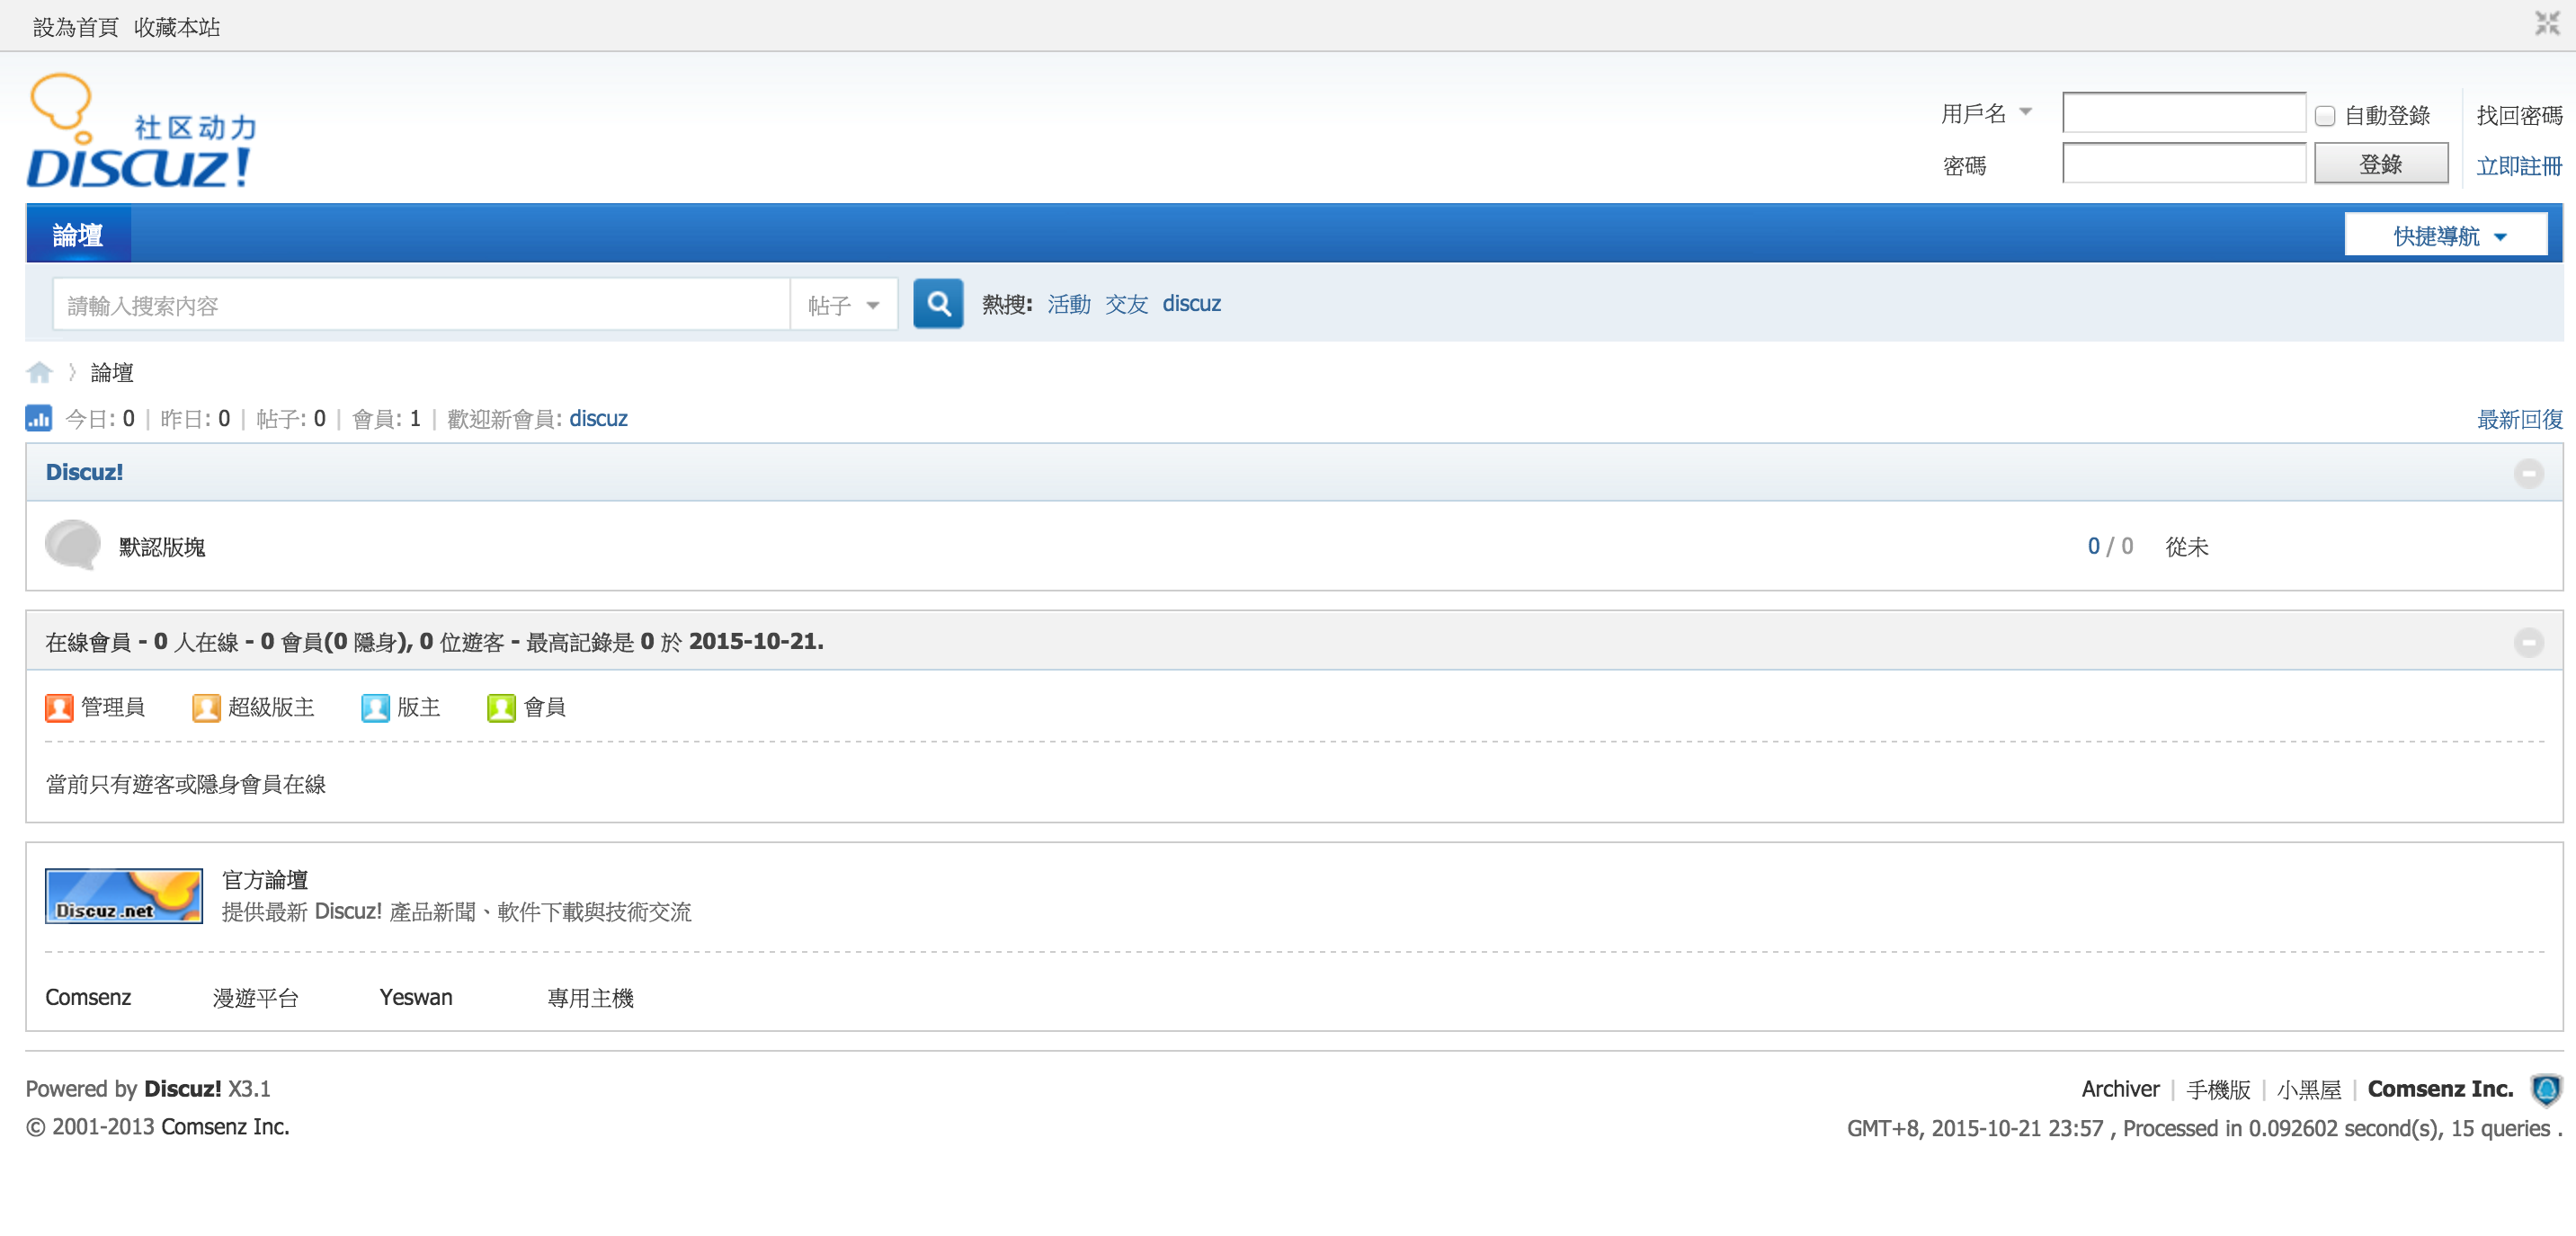 設為首頁 收藏本站
社区动力
DISCUZ!
用戶名 自動登錄 找回密碼
密碼 登錄 立即註冊
論壇 快捷導航
請輸入搜索內容 帖子 熱搜: 活動 交友 discuz
論壇
今日: 0 | 昨日: 0 | 帖子: 0 | 會員: 1 | 歡迎新會員: discuz 最新回復
Discuz!
默認版塊 0 / 0 從未
在線會員 - 0 人在線 - 0 會員(0 隱身), 0 位遊客 - 最高記錄是 0 於 2015-10-21.
管理員 超級版主 版主 會員
當前只有遊客或隱身會員在線
Discuz.net
官方論壇
提供最新 Discuz! 產品新聞、軟件下載與技術交流
Comsenz 漫遊平台 Yeswan 專用主機
Powered by Discuz! X3.1
© 2001-2013 Comsenz Inc.
Archiver | 手機版 | 小黑屋 | Comsenz Inc.
GMT+8, 2015-10-21 23:57 , Processed in 0.092602 second(s), 15 queries .